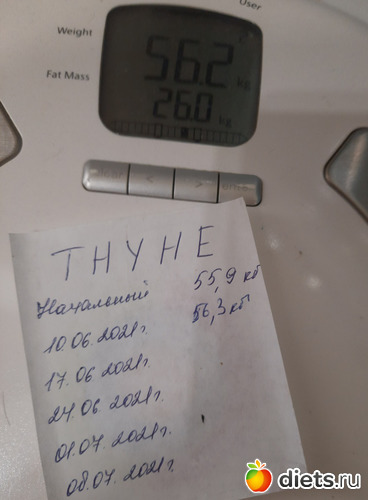 User
Weight
56.2 kg
Fat Mass
26.0 kg
THYHE
Начальный 55,9 кг
10.06.2021г. 56,3 кг
17.06.2021г.
24.06.2021г.
01.07.2021г.
08.07.2021г.
diets.ru